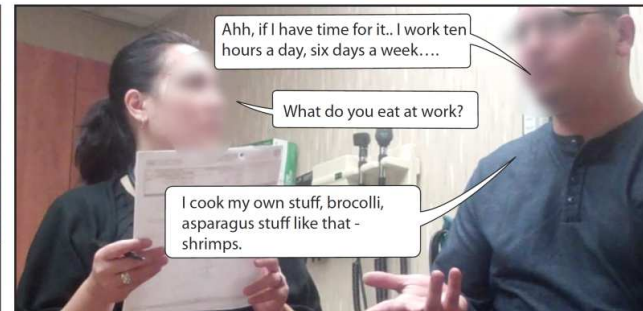 Ahh, if I have time for it.. I work ten
hours a day, six days a week….
What do you eat at work?
I cook my own stuff, brocolli,
asparagus stuff like that -
shrimps.